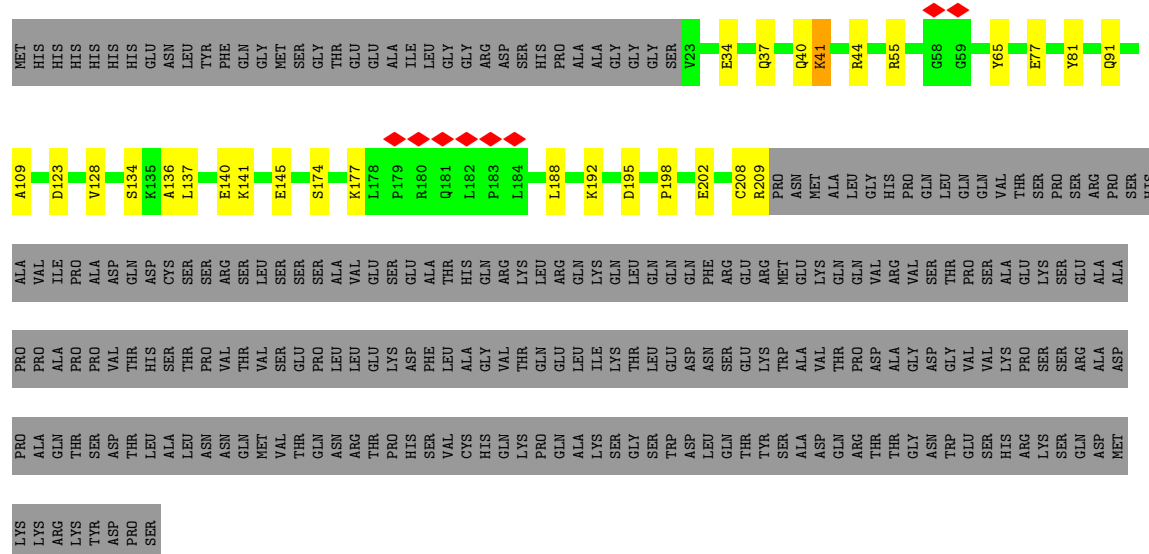 MET HIS HIS HIS HIS HIS HIS GLU ASN LEU TYR PHE GLN GLY MET SER GLY THR GLU GLU ALA ILE LEU GLY GLY ARG ASP SER HIS PRO ALA ALA GLY GLY GLY SER V23 E34 Q37 Q40 K41 R44 R55 G58 G59 Y65 E77 Y81 Q91
A109 D123 V128 S134 K135 A136 L137 E140 K141 E145 S174 K177 L178 P179 R180 Q181 L182 P183 L184 L188 K192 D195 P198 E202 C208 R209 PRO ASN MET ALA LEU GLY HIS PRO GLN LEU GLN GLN VAL THR SER PRO SER ARG PRO SER HIS
ALA VAL ILE PRO ALA ASP GLN ASP CYS SER SER ARG SER LEU SER SER SER ALA VAL GLU SER GLU ALA THR HIS GLN ARG LYS LEU ARG GLN LYS GLN LEU GLN GLN GLN PHE ARG GLU ARG MET GLU LYS GLN GLN VAL ARG VAL SER THR PRO SER ALA GLU LYS SER GLU ALA ALA
PRO PRO ALA PRO PRO VAL THR HIS SER THR PRO VAL THR VAL SER GLU PRO LEU LEU GLU LYS ASP PHE LEU ALA GLY VAL THR GLN GLU LEU ILE LYS THR LEU GLU ASP ASN SER GLU LYS TRP ALA VAL THR PRO ASP ALA GLY ASP GLY VAL VAL LYS PRO SER SER ARG ALA ASP
PRO ALA GLN THR SER ASP THR LEU ALA LEU ASN ASN GLN MET VAL THR GLN ASN ARG THR PRO HIS SER VAL CYS HIS GLN LYS PRO GLN ALA LYS SER GLY SER TRP ASP LEU GLN THR TYR SER ALA ASP GLN ARG THR THR GLY ASN TRP GLU SER HIS ARG LYS SER GLN ASP MET
LYS LYS ARG LYS TYR ASP PRO SER